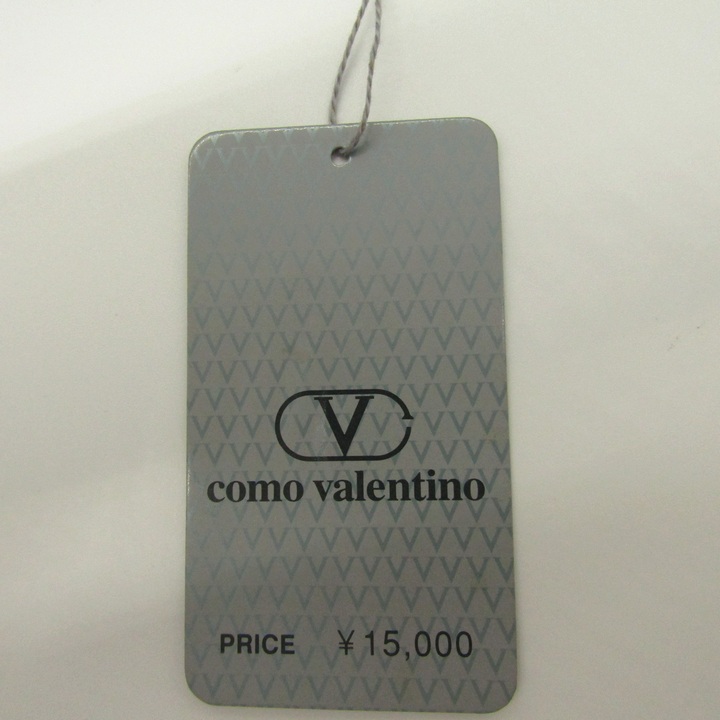 V
como valentino
PRICE ¥15,000